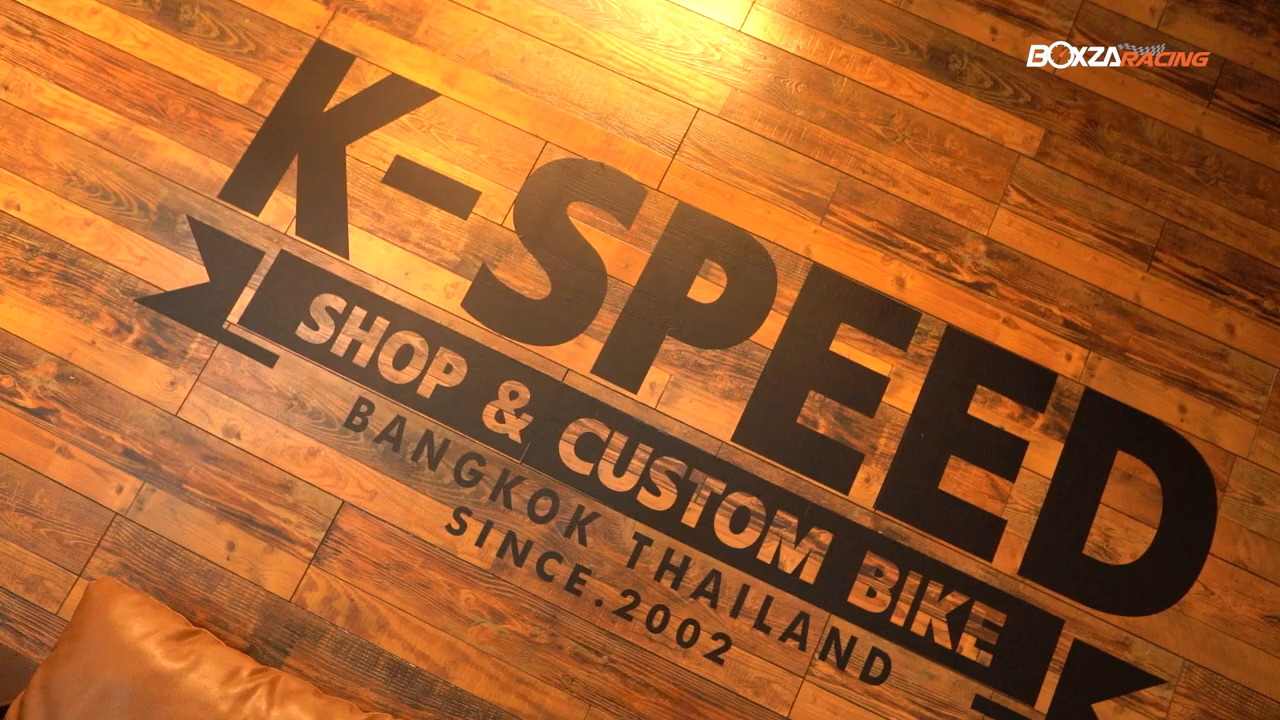 BOXZA RACING
K-SPEED
SHOP & CUSTOM BIKE
BANGKOK THAILAND
SINCE.2002